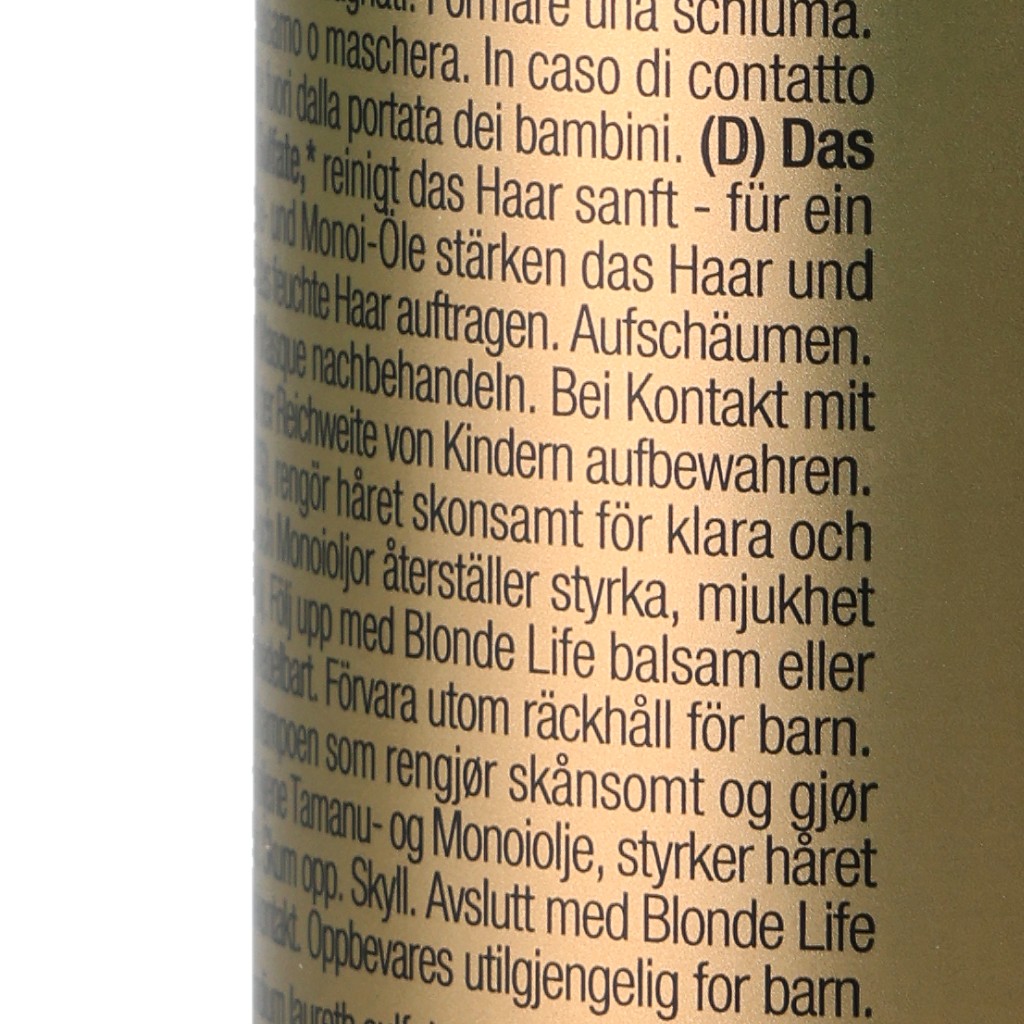 Formare una schiuma.
o maschera. In caso di contatto
dalla portata dei bambini. (D) Das
reinigt das Haar sanft - für ein
und Monoi-Öle stärken das Haar und
feuchte Haar auftragen. Aufschäumen.
nachbehandeln. Bei Kontakt mit
Reichweite von Kindern aufbewahren.
rengör håret skonsamt för klara och
Monoioljor återställer styrka, mjukhet
Följ upp med Blonde Life balsam eller
Förvara utom räckhåll för barn.
som rengjør skånsomt og gjør
Tamanu- og Monoiolje, styrker håret
opp. Skyll. Avslutt med Blonde Life
Oppbevares utilgjengelig for barn.
laureth